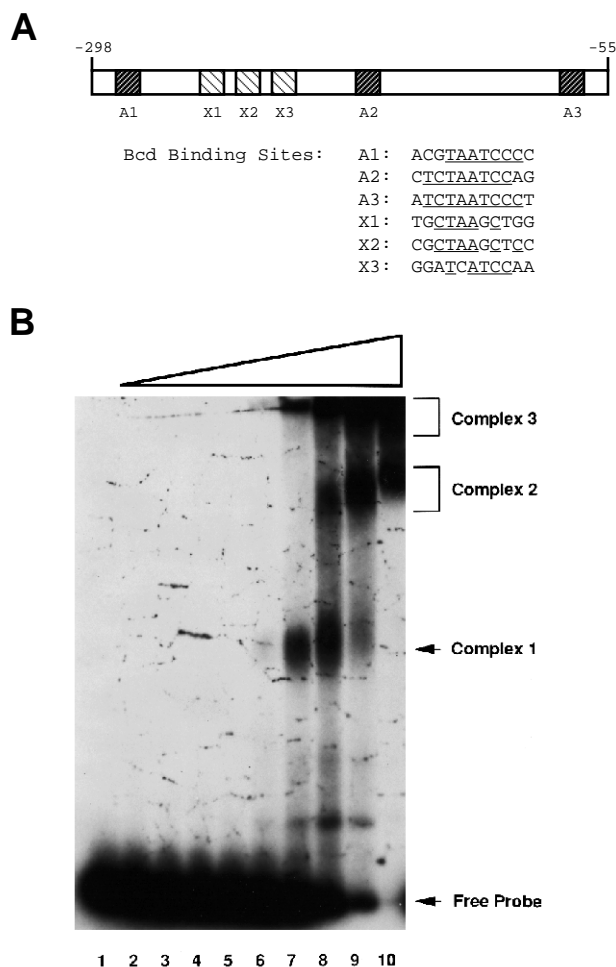 A
-298 -55
A1 X1 X2 X3 A2 A3
Bcd Binding Sites: A1: ACGTAATCCCC
A2: CTCTAATCCAG
A3: ATCTAATCCCT
X1: TGCTAAGCTGG
X2: CGCTAAGCTCC
X3: GGATCATCCAA
B
Complex 3
Complex 2
Complex 1
Free Probe
1 2 3 4 5 6 7 8 9 10